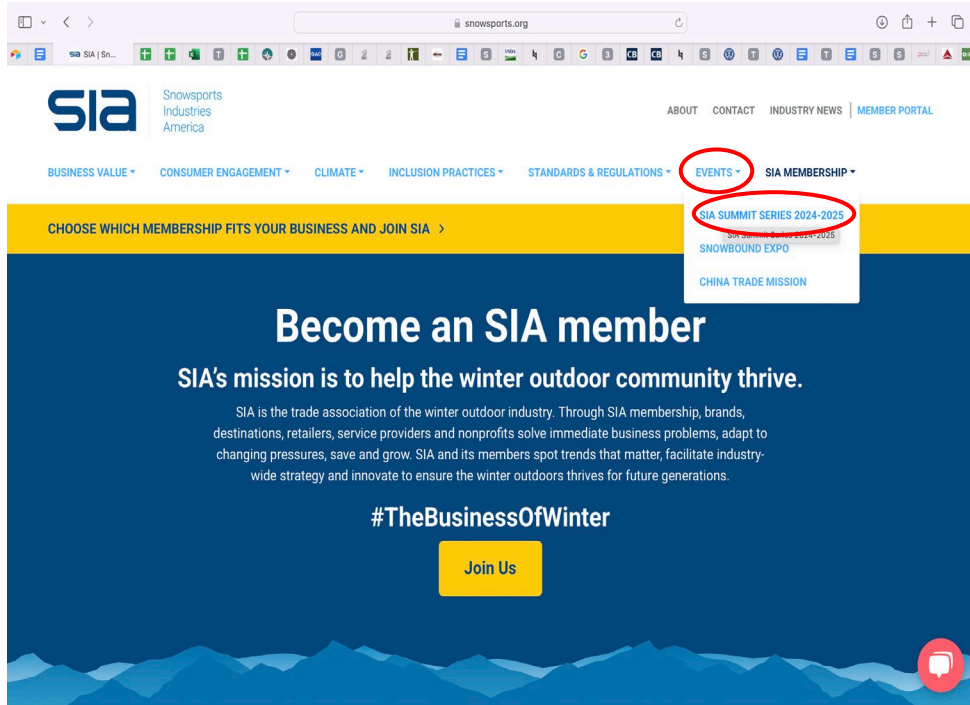 snowsports.org
SIA | Sn...
sia
Snowsports
Industries
America
ABOUT CONTACT INDUSTRY NEWS MEMBER PORTAL
BUSINESS VALUE CONSUMER ENGAGEMENT CLIMATE INCLUSION PRACTICES STANDARDS & REGULATIONS EVENTS SIA MEMBERSHIP
SIA SUMMIT SERIES 2024-2025
SIA Summit Series 2024-2025
SNOWBOUND EXPO
CHINA TRADE MISSION
CHOOSE WHICH MEMBERSHIP FITS YOUR BUSINESS AND JOIN SIA >
Become an SIA member
SIA's mission is to help the winter outdoor community thrive.
SIA is the trade association of the winter outdoor industry. Through SIA membership, brands,
destinations, retailers, service providers and nonprofits solve immediate business problems, adapt to
changing pressures, save and grow. SIA and its members spot trends that matter, facilitate industry-
wide strategy and innovate to ensure the winter outdoors thrives for future generations.
#TheBusinessOfWinter
Join Us